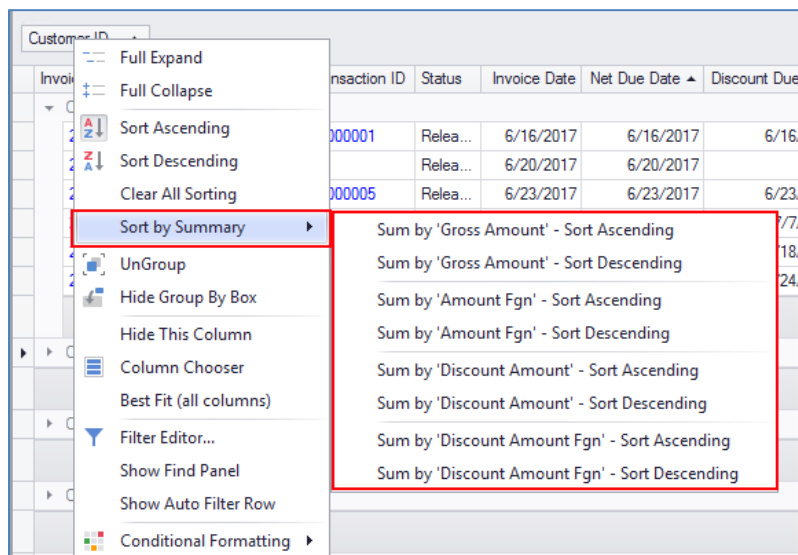 Customer ID
Full Expand
Full Collapse
Sort Ascending
Sort Descending
Clear All Sorting
Sort by Summary
UnGroup
Hide Group By Box
Hide This Column
Column Chooser
Best Fit (all columns)
Filter Editor...
Show Find Panel
Show Auto Filter Row
Conditional Formatting
Sum by 'Gross Amount' - Sort Ascending
Sum by 'Gross Amount' - Sort Descending
Sum by 'Amount Fgn' - Sort Ascending
Sum by 'Amount Fgn' - Sort Descending
Sum by 'Discount Amount' - Sort Ascending
Sum by 'Discount Amount' - Sort Descending
Sum by 'Discount Amount Fgn' - Sort Ascending
Sum by 'Discount Amount Fgn' - Sort Descending
Invoi nsaction ID Status Invoice Date Net Due Date Discount Due
000001 Relea... 6/16/2017 6/16/2017 6/16.
Relea... 6/20/2017 6/20/2017
000005 Relea... 6/23/2017 6/23/2017 6/23.